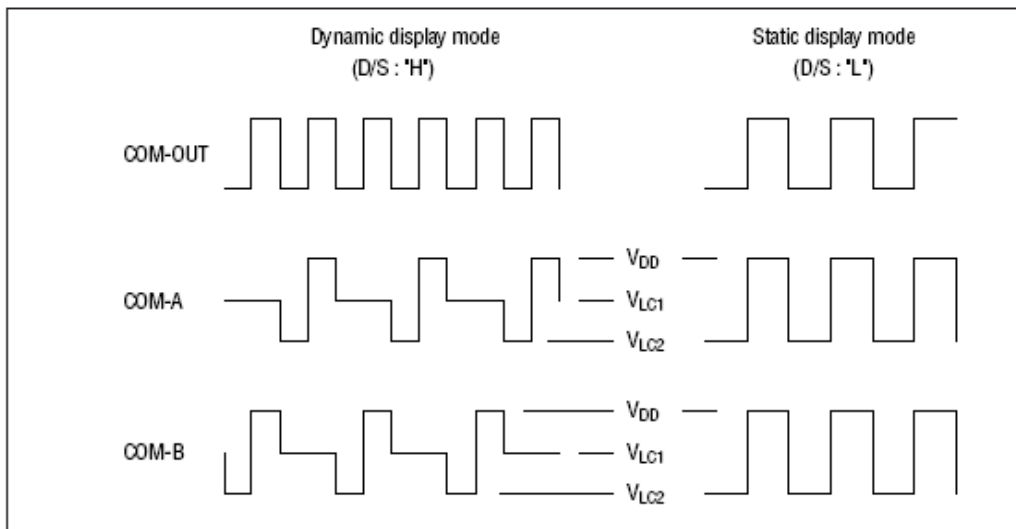 Dynamic display mode
(D/S : "H")
Static display mode
(D/S : "L")
COM-OUT
COM-A
VDD
VLC1
VLC2
COM-B
VDD
VLC1
VLC2